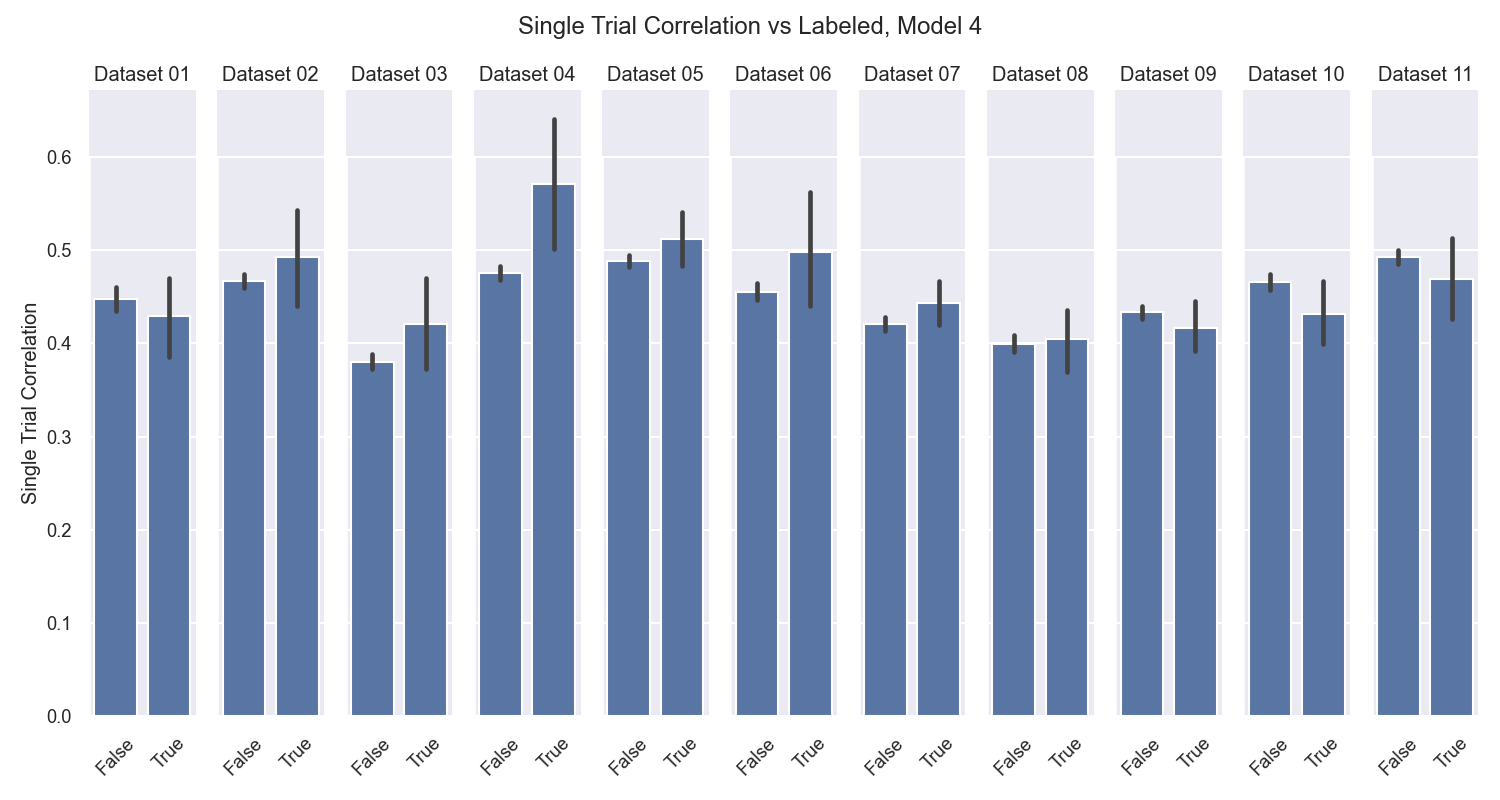 Single Trial Correlation vs Labeled, Model 4
Dataset 01 Dataset 02 Dataset 03 Dataset 04 Dataset 05 Dataset 06 Dataset 07 Dataset 08 Dataset 09 Dataset 10 Dataset 11
Single Trial Correlation
0.6
0.5
0.4
0.3
0.2
0.1
0.0
False True False True False True False True False True False True False True False True False True False True False True